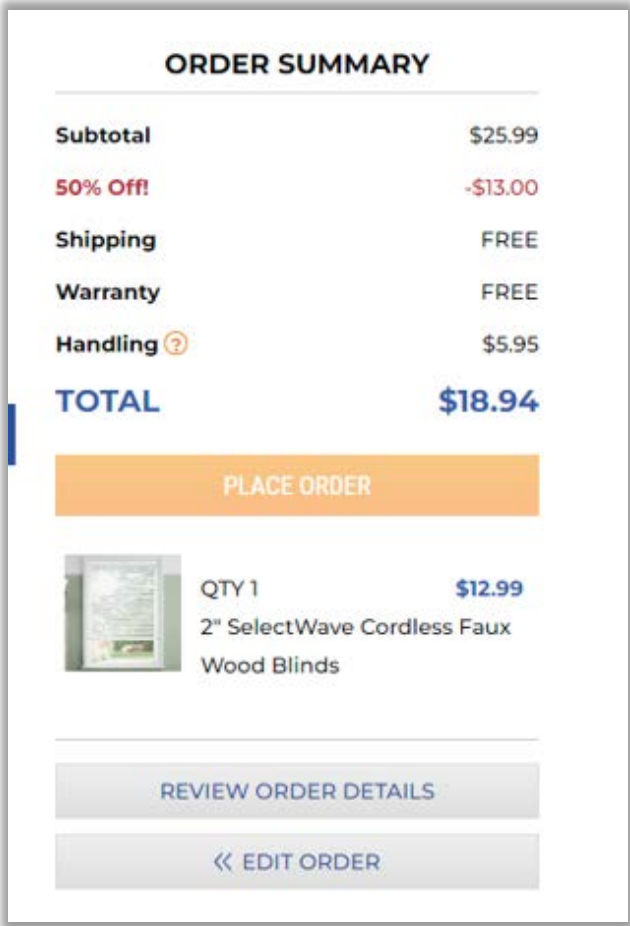 ORDER SUMMARY
Subtotal $25.99
50% Off! -$13.00
Shipping FREE
Warranty FREE
Handling ? $5.95
TOTAL $18.94
PLACE ORDER
QTY 1 $12.99
2" SelectWave Cordless Faux
Wood Blinds
REVIEW ORDER DETAILS
« EDIT ORDER